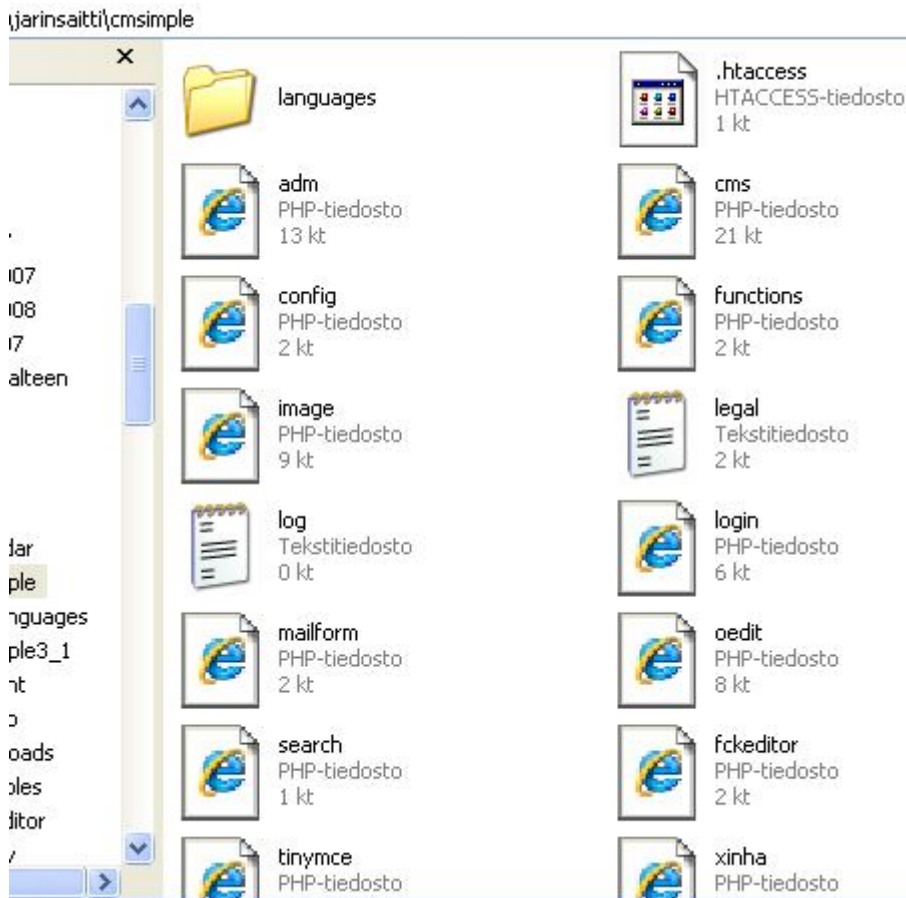 \jarinsaitti\cmsimple
007
008
07
alteen
dar
ple
nguages
ple3_1
nt
o
oads
ples
ditor
languages
.htaccess
HTACCESS-tiedosto
1 kt
adm
PHP-tiedosto
13 kt
cms
PHP-tiedosto
21 kt
config
PHP-tiedosto
2 kt
functions
PHP-tiedosto
2 kt
image
PHP-tiedosto
9 kt
legal
Tekstitiedosto
2 kt
log
Tekstitiedosto
0 kt
login
PHP-tiedosto
6 kt
mailform
PHP-tiedosto
2 kt
oedit
PHP-tiedosto
8 kt
search
PHP-tiedosto
1 kt
fckeditor
PHP-tiedosto
2 kt
tinymce
PHP-tiedosto
xinha
PHP-tiedosto